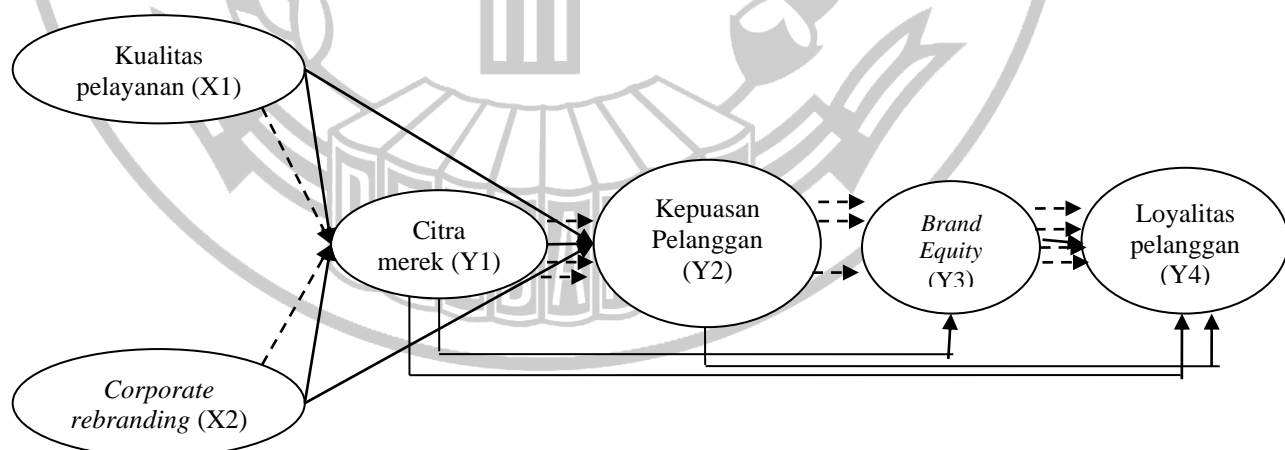 Kualitas
pelayanan (X1)
Citra
merek (Y1)
Kepuasan
Pelanggan
(Y2)
Brand
Equity
(Y3)
Loyalitas
pelanggan
(Y4)
Corporate
rebranding (X2)